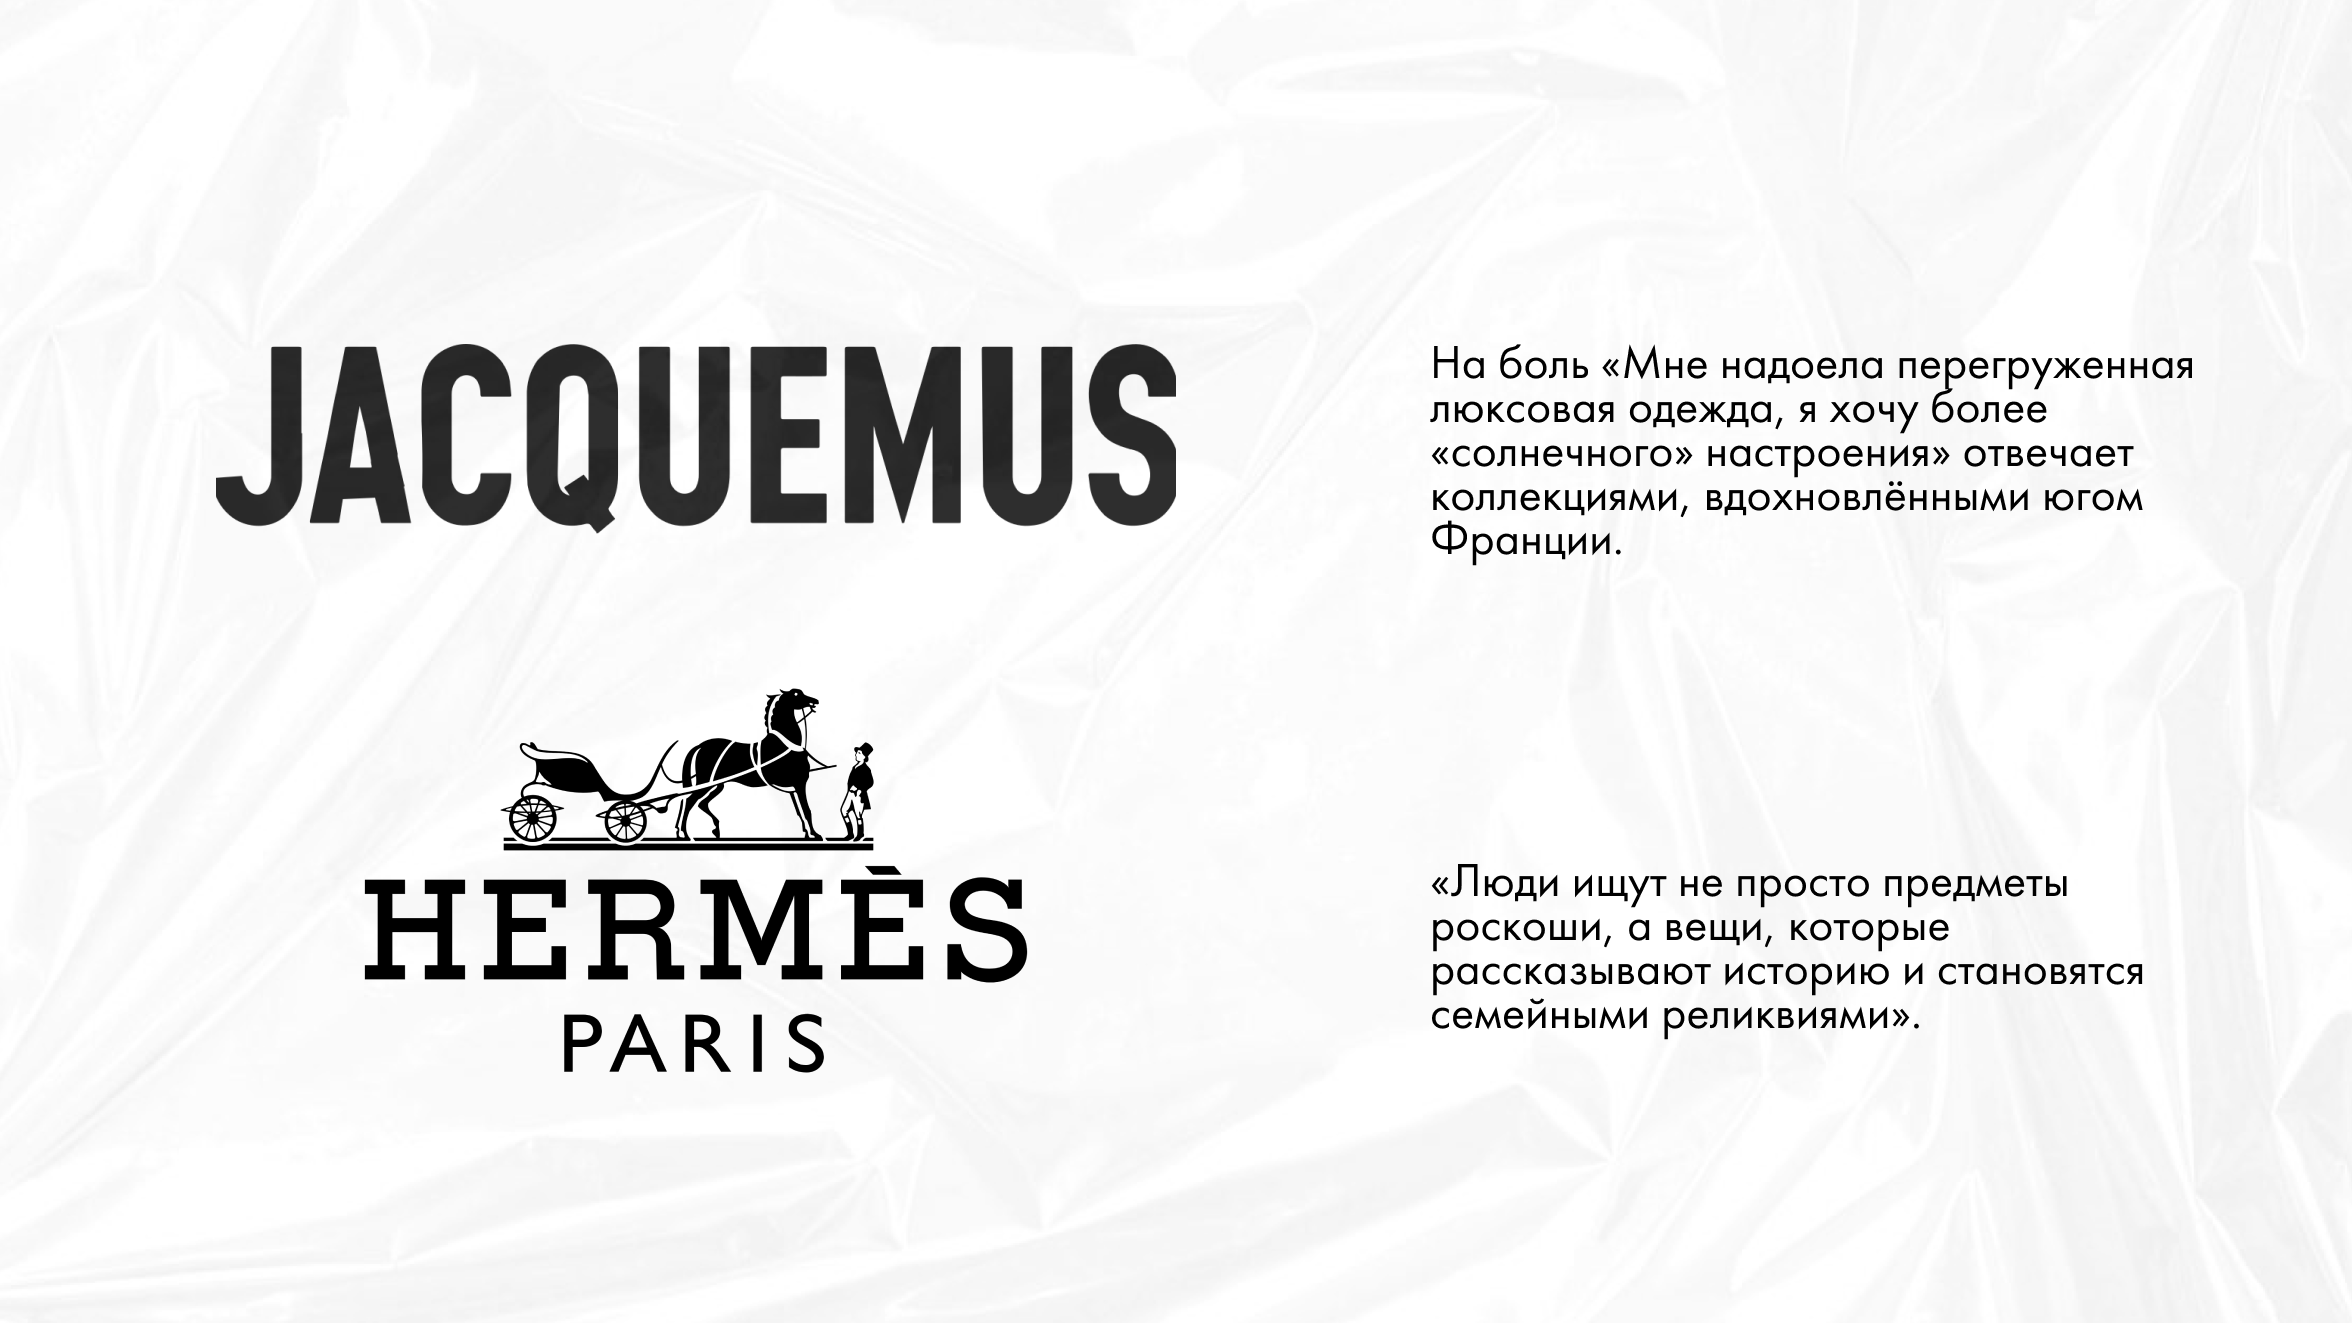 JACQUEMUS
На боль «Мне надоела перегруженная
люксовая одежда, я хочу более
«солнечного» настроения» отвечает
коллекциями, вдохновлёнными югом
Франции.
HERMÈS
PARIS
«Люди ищут не просто предметы
роскоши, а вещи, которые
рассказывают историю и становятся
семейными реликвиями».